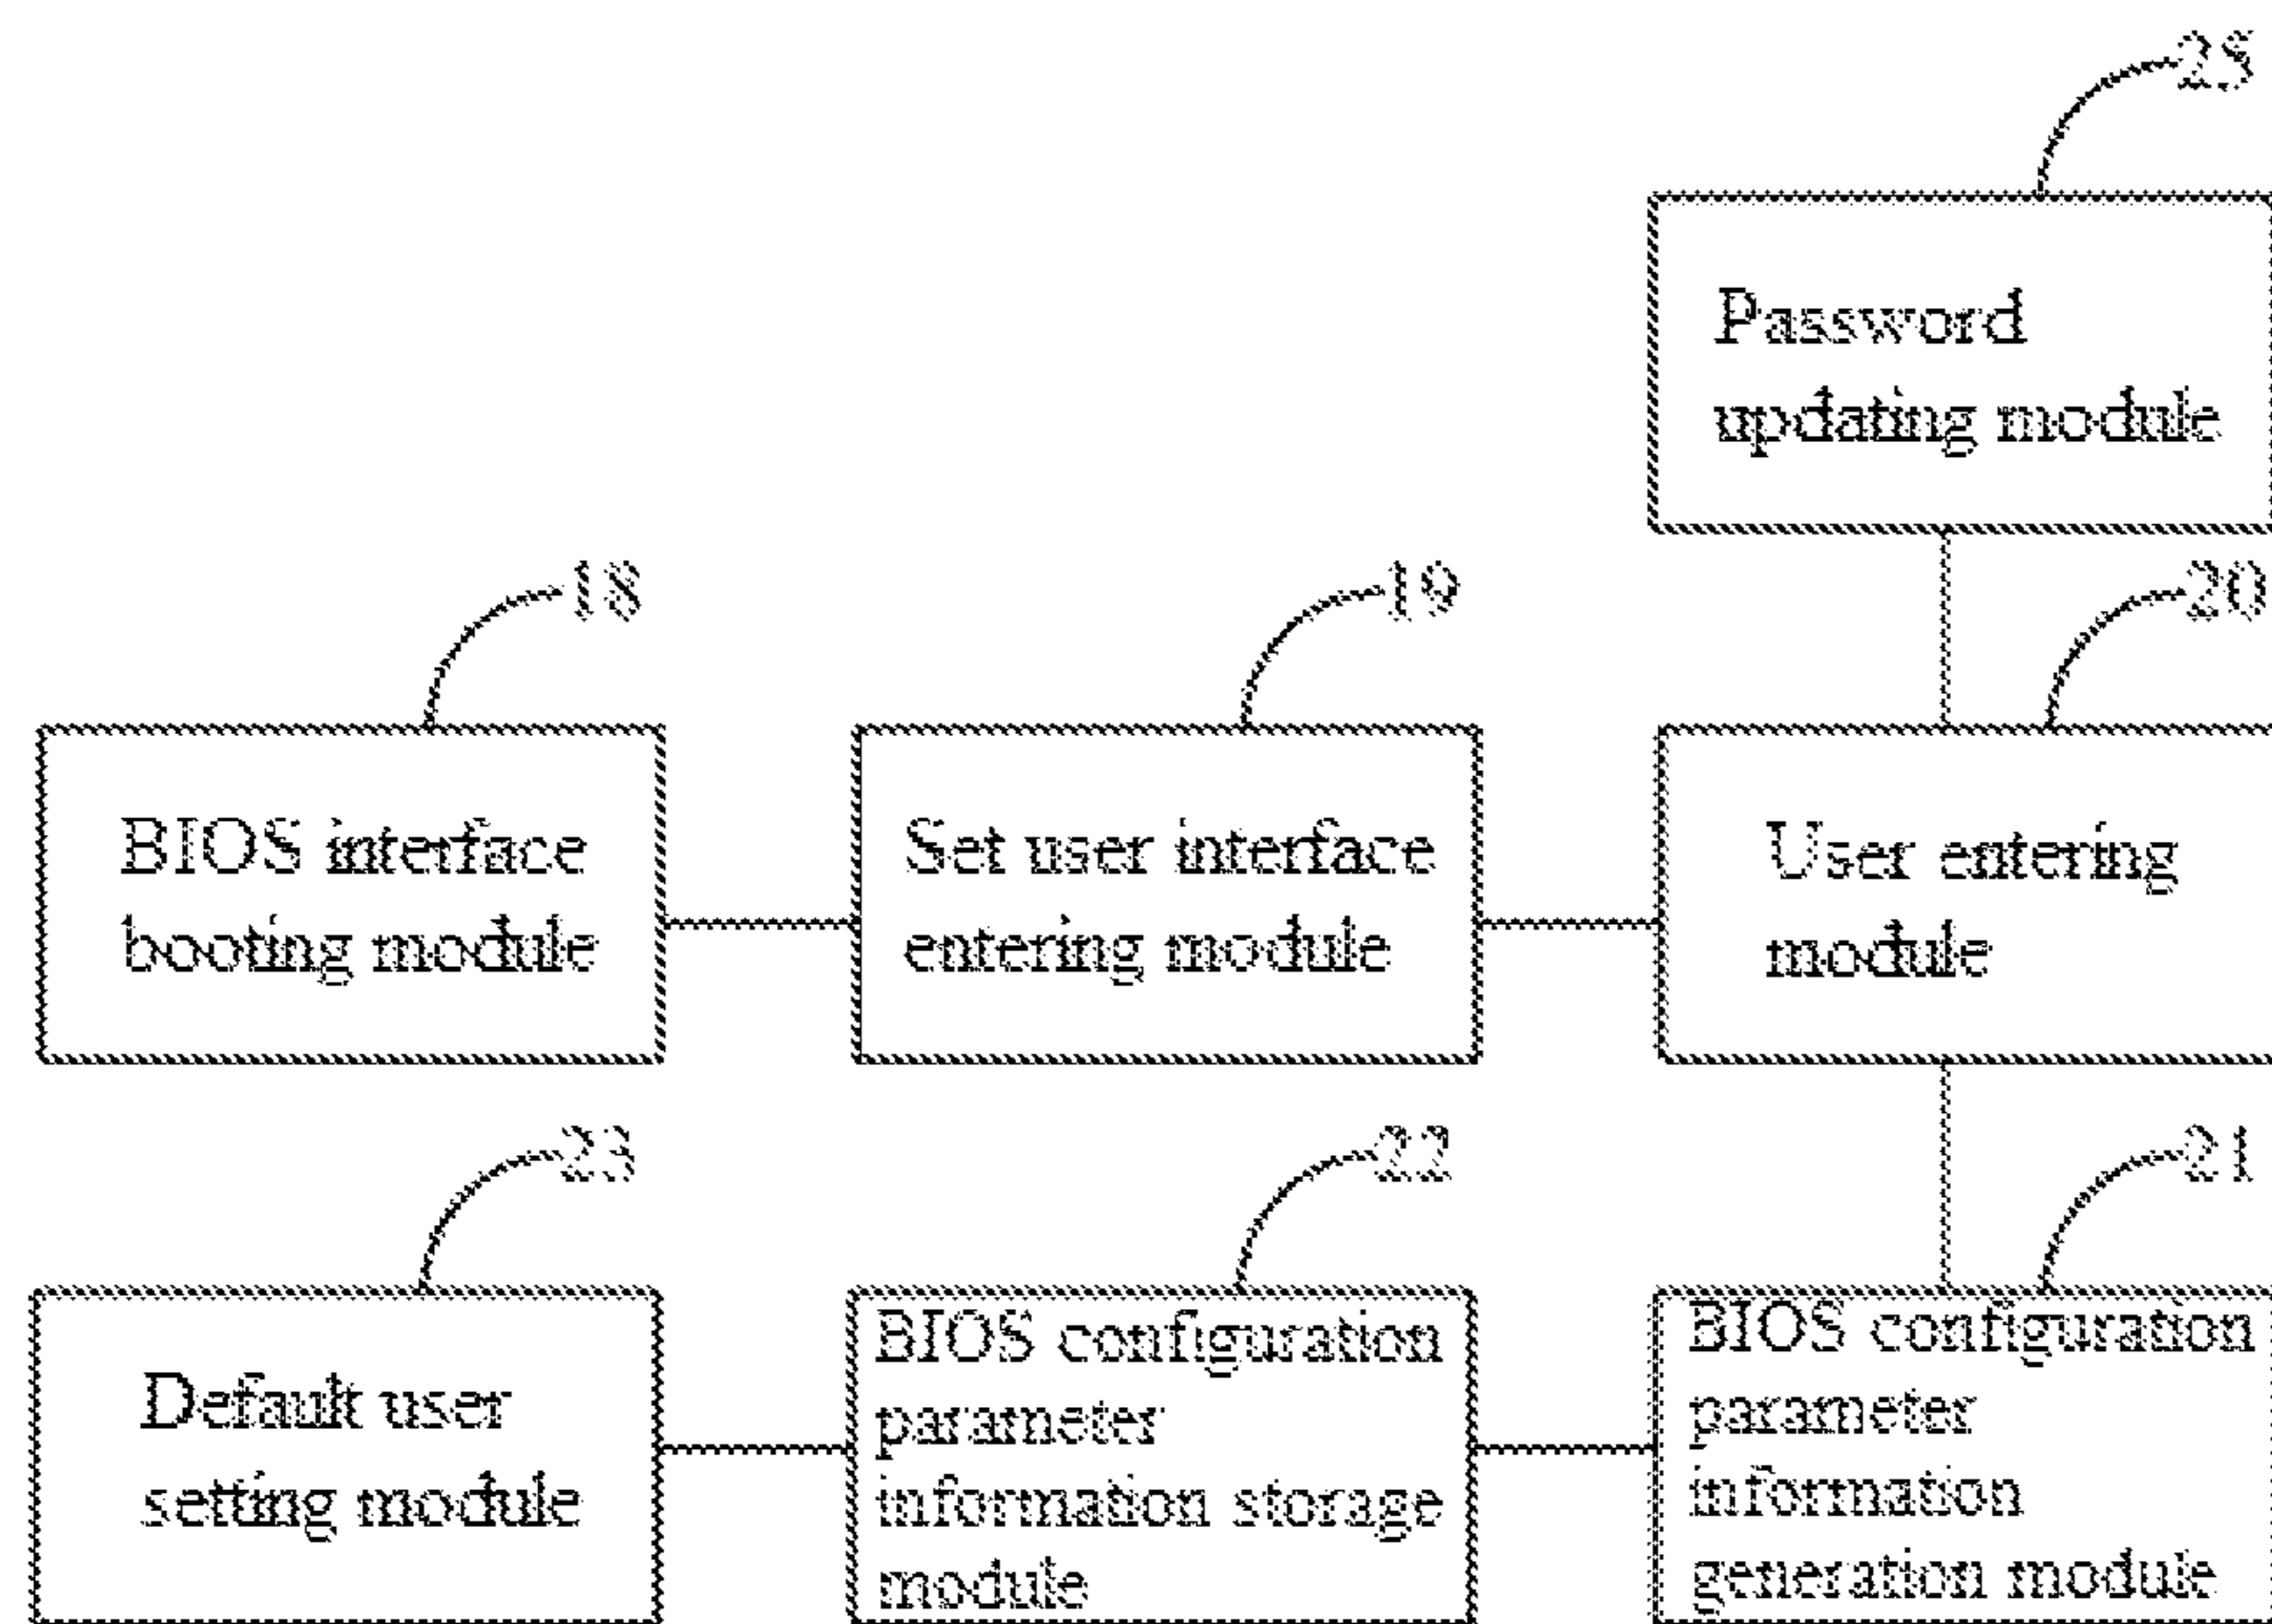 25
Password
updating module
18
19
20
BIOS interface
booting module
Set user interface
entering module
User entering
module
23
22
21
Default user
setting module
BIOS configuration
parameter
information storage
module
BIOS configuration
parameter
information
generation module